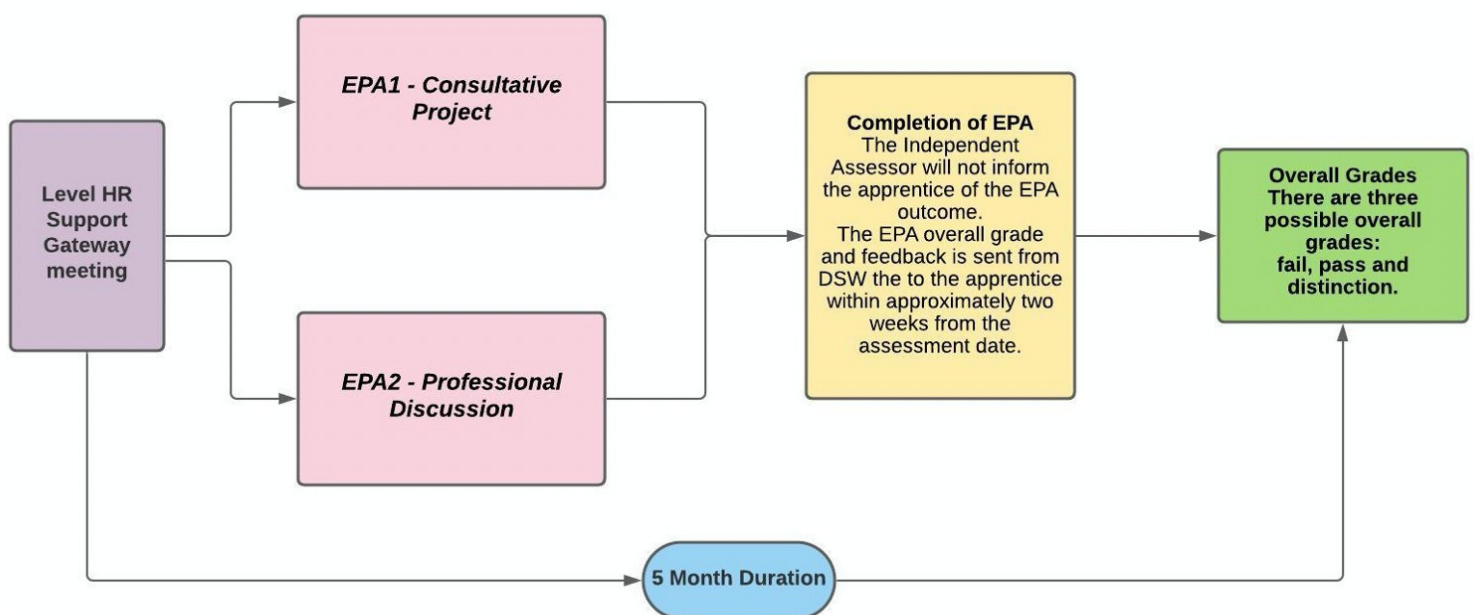 Level HR
Support
Gateway
meeting
EPA1 - Consultative
Project
EPA2 - Professional
Discussion
Completion of EPA
The Independent
Assessor will not inform
the apprentice of the EPA
outcome.
The EPA overall grade
and feedback is sent from
DSW the to the apprentice
within approximately two
weeks from the
assessment date.
Overall Grades
There are three
possible overall
grades:
fail, pass and
distinction.
5 Month Duration